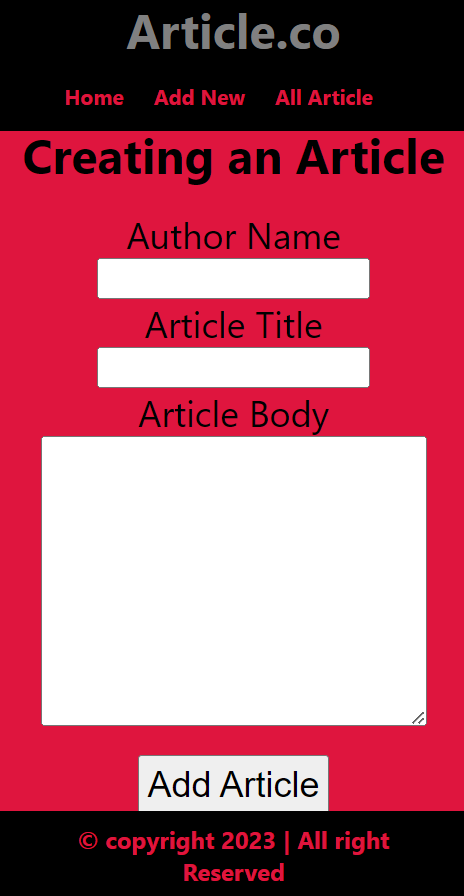 Article.co
Home Add New All Article
Creating an Article
Author Name
Article Title
Article Body
Add Article
© copyright 2023 | All right
Reserved